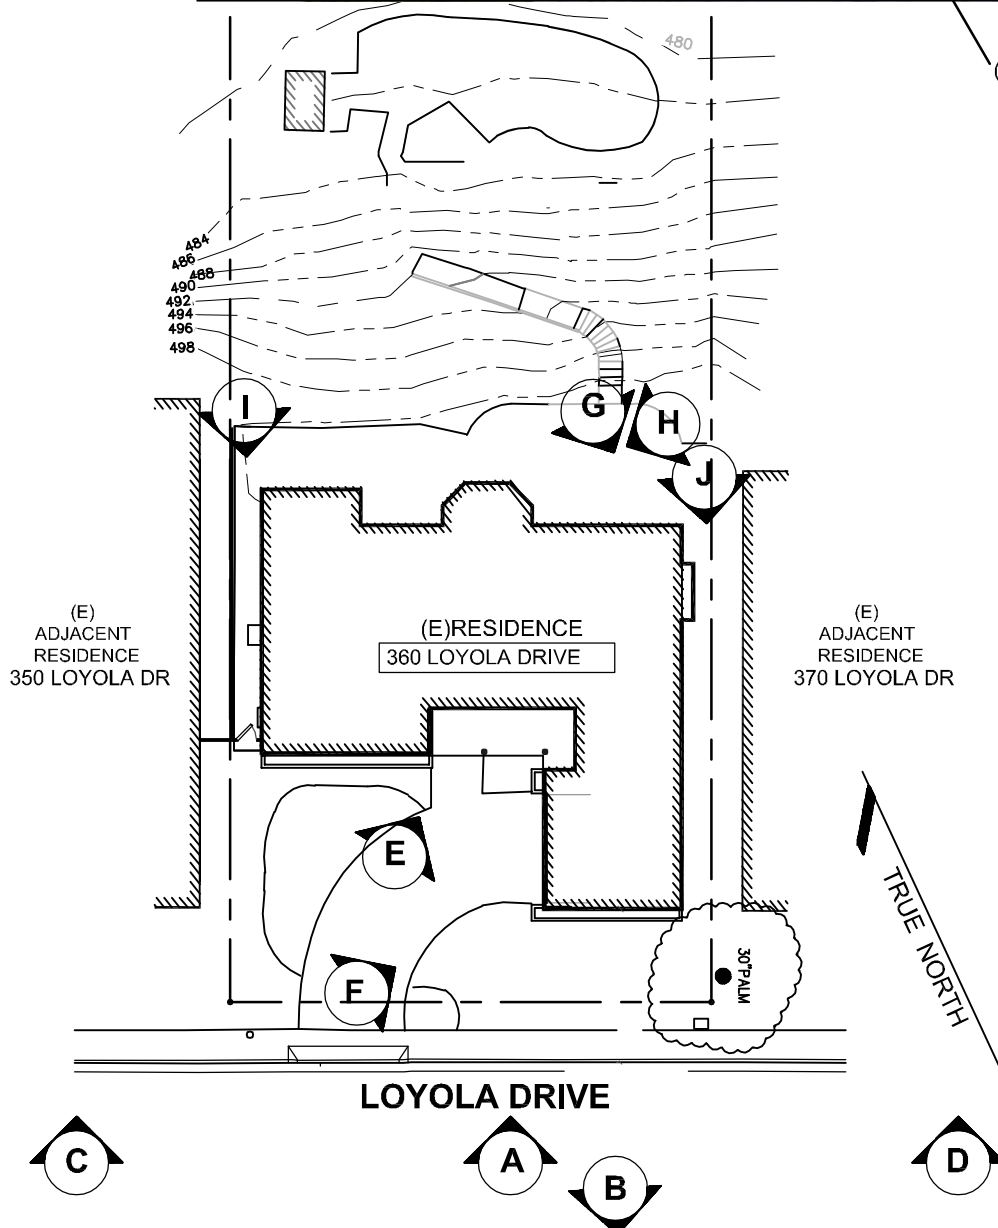 480
484
486
488
490
492
494
496
498
I
G
H
J
(E)
ADJACENT
RESIDENCE
350 LOYOLA DR
(E)RESIDENCE
360 LOYOLA DRIVE
(E)
ADJACENT
RESIDENCE
370 LOYOLA DR
E
F
30"PALM
TRUE NORTH
LOYOLA DRIVE
C
A
B
D